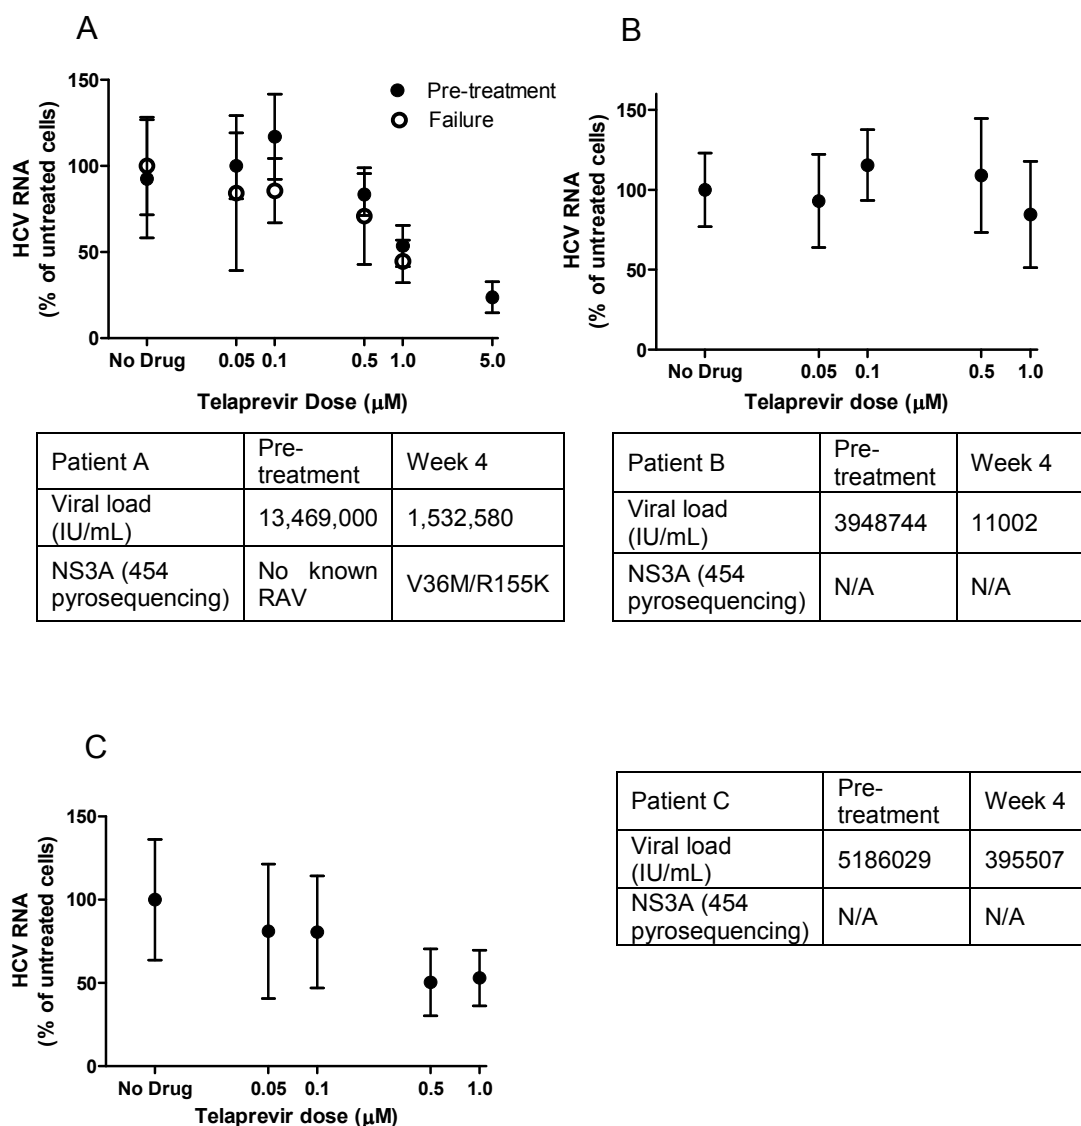 A
HCV RNA
(% of untreated cells)
150
100
50
0
Pre-treatment
Failure
No Drug 0.05 0.1 0.5 1.0 5.0
Telaprevir Dose (μM)
Patient A Pre-treatment Week 4
Viral load (IU/mL) 13,469,000 1,532,580
NS3A (454 pyrosequencing) No known RAV V36M/R155K
B
HCV RNA
(% of untreated cells)
150
100
50
0
No Drug 0.05 0.1 0.5 1.0
Telaprevir dose (μM)
Patient B Pre-treatment Week 4
Viral load (IU/mL) 3948744 11002
NS3A (454 pyrosequencing) N/A N/A
C
HCV RNA
(% of untreated cells)
150
100
50
0
No Drug 0.05 0.1 0.5 1.0
Telaprevir dose (μM)
Patient C Pre-treatment Week 4
Viral load (IU/mL) 5186029 395507
NS3A (454 pyrosequencing) N/A N/A